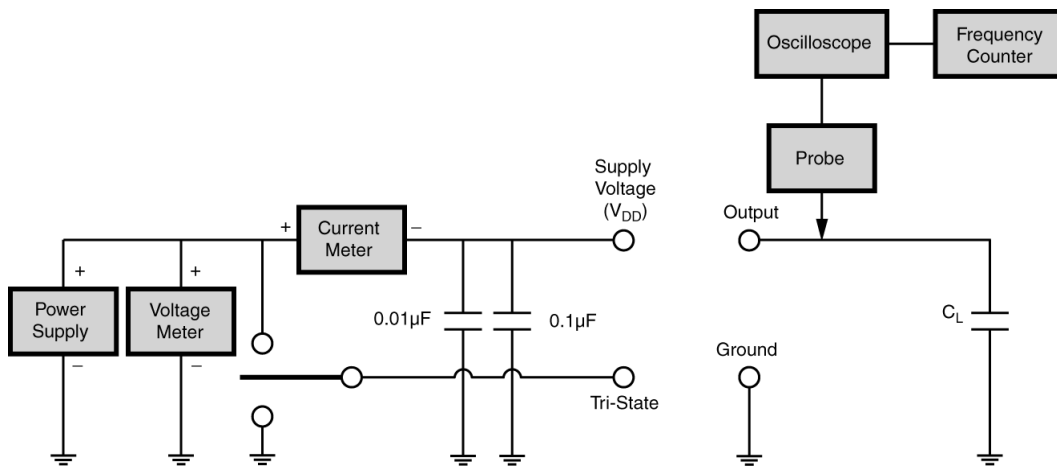 Oscilloscope
Frequency
Counter
Probe
Supply
Voltage
(VDD)
Output
+
Current
Meter
–
+
+
Power
Supply
Voltage
Meter
0.01µF
0.1µF
CL
–
–
Ground
Tri-State